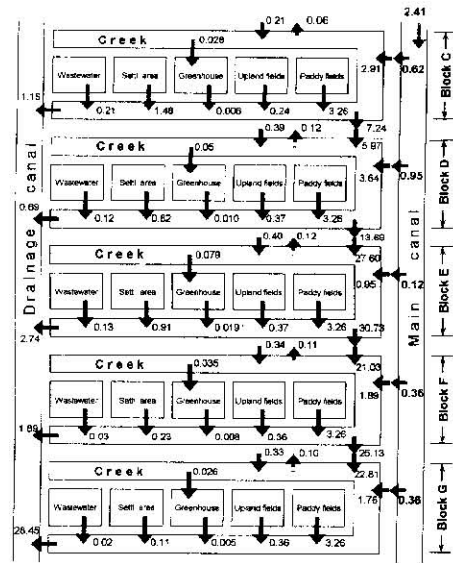 2.41
0.21 0.06
Creek 0.028
2.91 0.62
Wastewater Settl area Greenhouse Upland fields Paddy fields
1.15 0.21 1.48 0.006 0.24 3.26
Block C
0.39 0.12 7.24
5.97
Creek 0.05
3.64 0.95
Wastewater Settl area Greenhouse Upland fields Paddy fields
0.69 0.12 0.82 0.010 0.37 3.26
Block D
13.69
0.40 0.12
27.60
Creek 0.079
0.95 0.12
Wastewater Settl area Greenhouse Upland fields Paddy fields
0.13 0.91 0.019 0.37 3.26
2.74
Block E
30.73
0.34 0.11
21.03
Creek 0.035
1.89 0.36
Wastewater Settl area Greenhouse Upland fields Paddy fields
1.89 0.03 0.23 0.008 0.36 3.26
Block F
25.13
0.33 0.10
22.81
Creek 0.026
1.76 0.36
Wastewater Settl area Greenhouse Upland fields Paddy fields
26.45
0.02 0.11 0.005 0.36 3.26
Block G
Drainage canal
Main canal